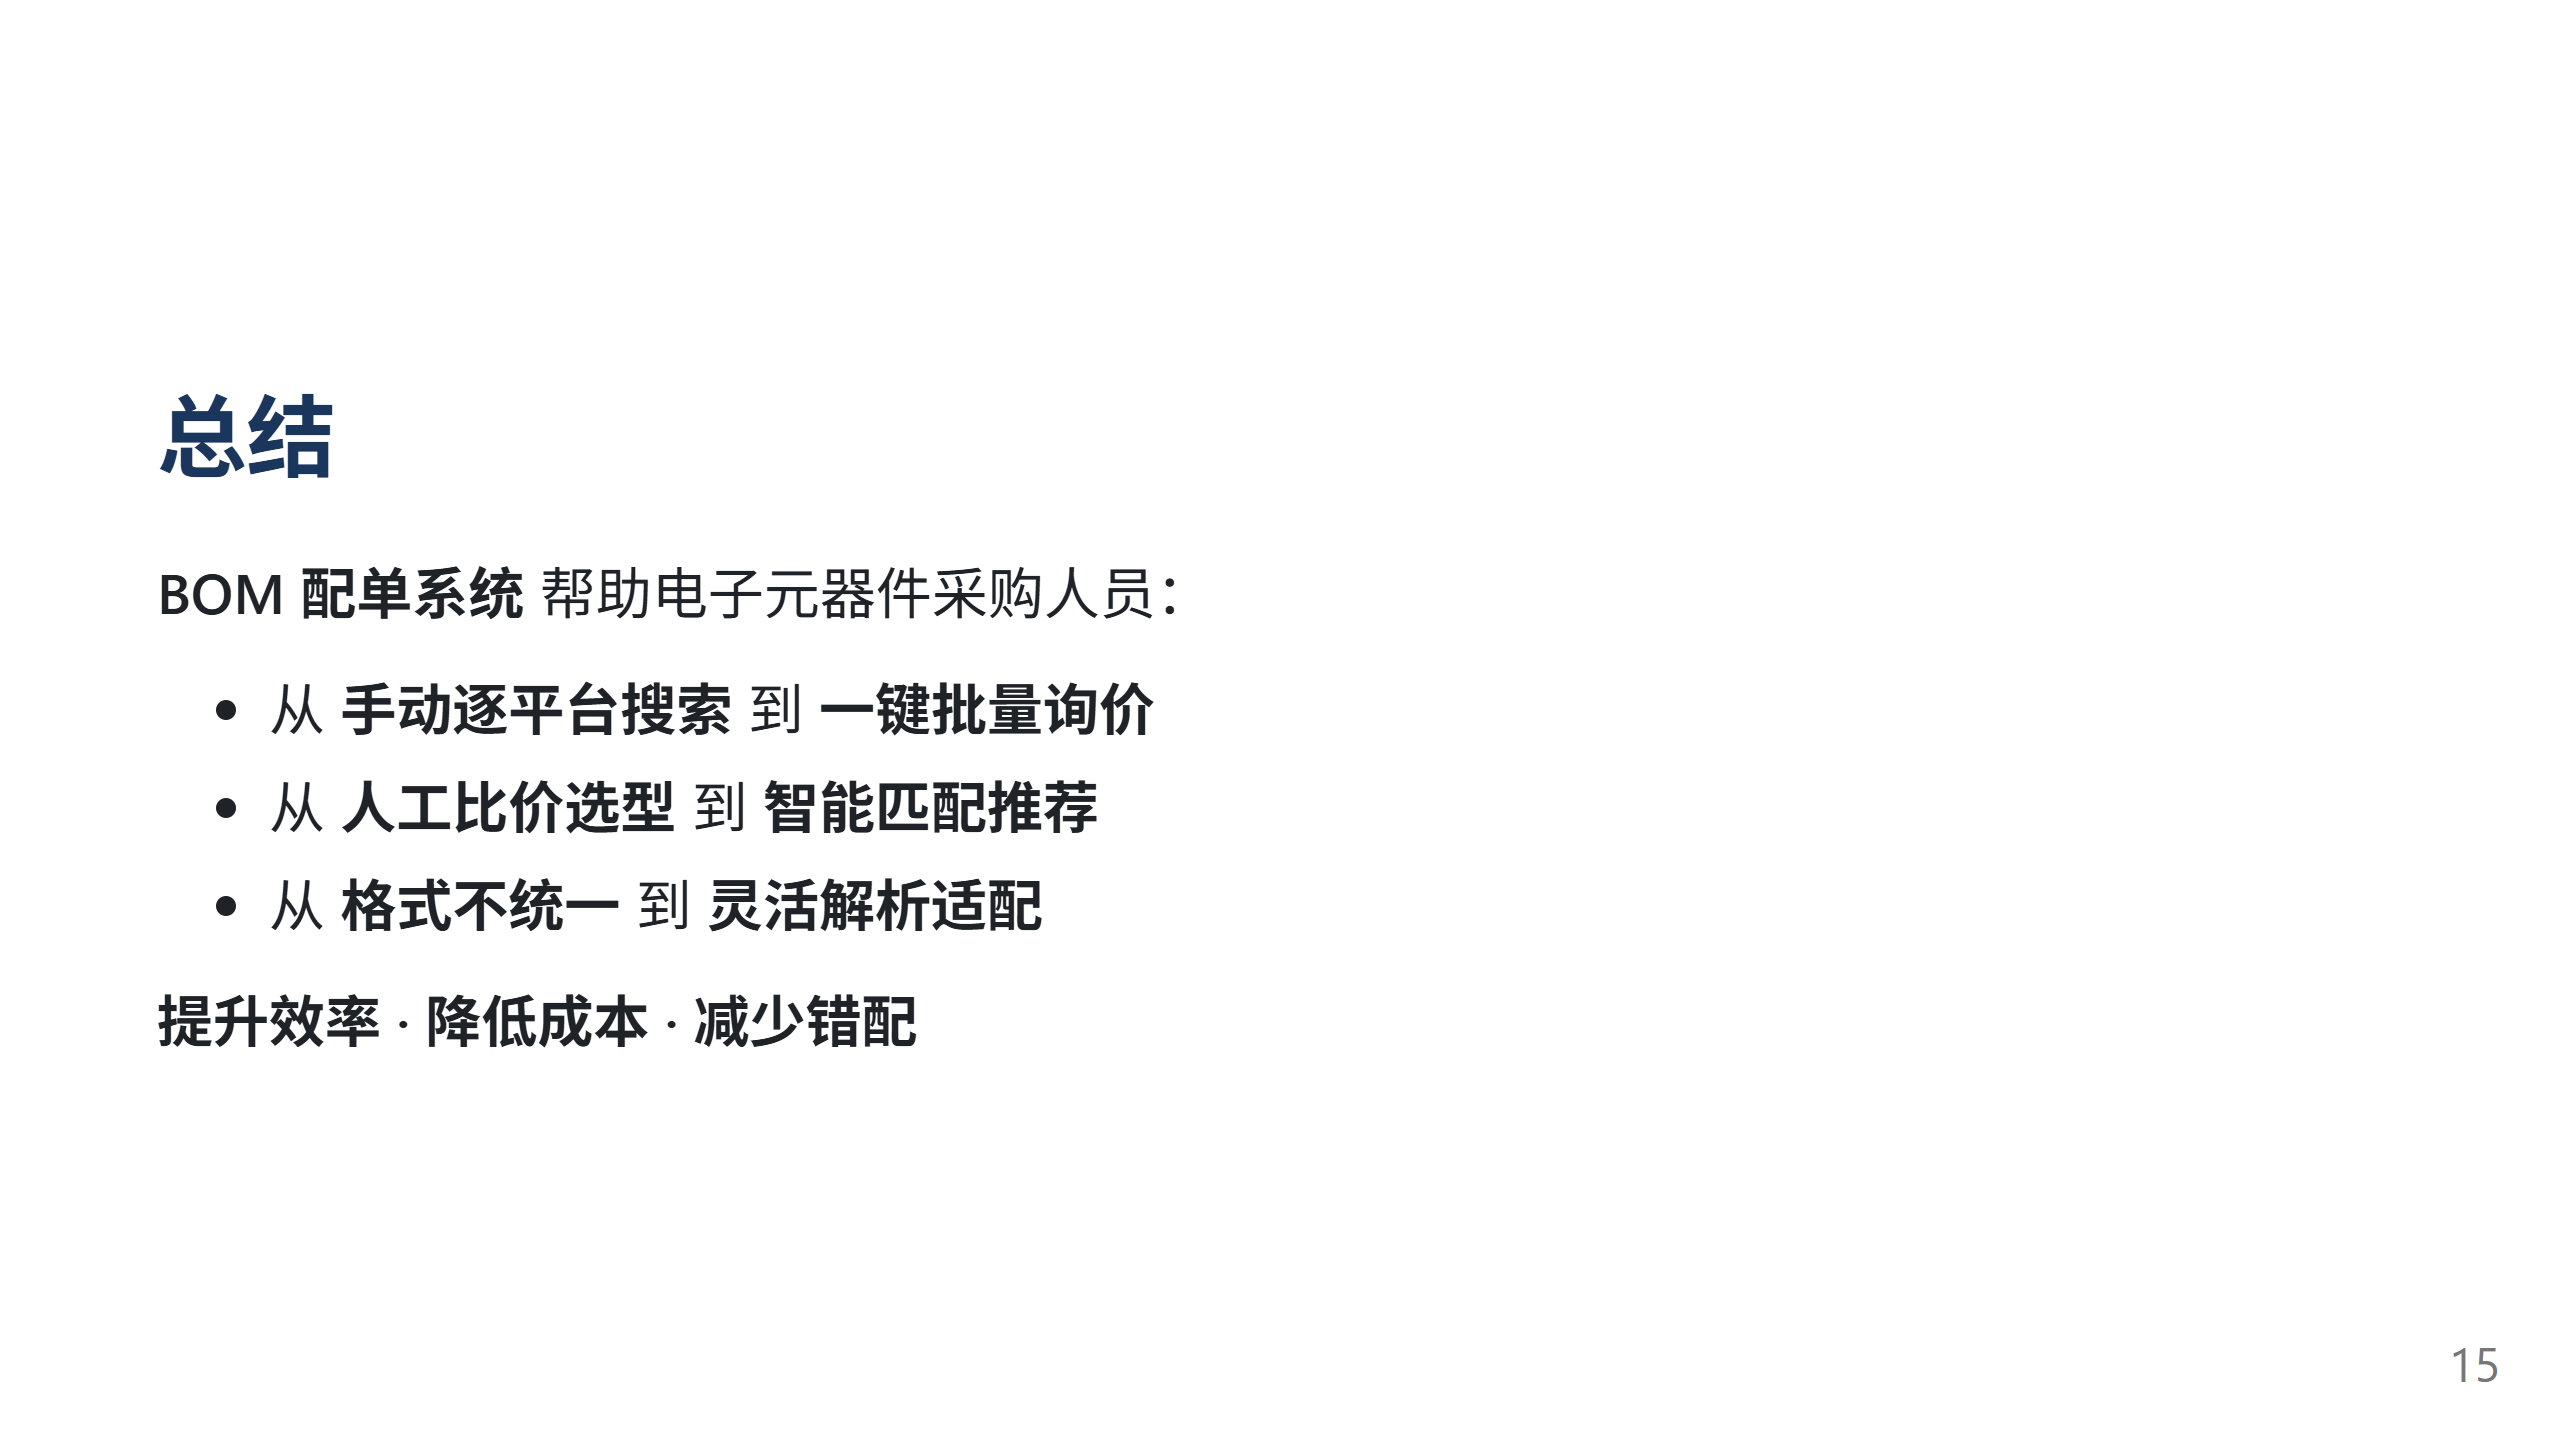 总结
BOM 配单系统 帮助电子元器件采购人员：
• 从 手动逐平台搜索 到 一键批量询价
• 从 人工比价选型 到 智能匹配推荐
• 从 格式不统一 到 灵活解析适配
提升效率 · 降低成本 · 减少错配
15